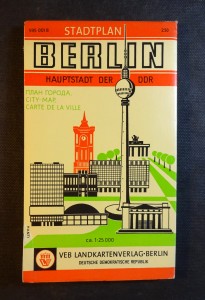 STADTPLAN
BERLIN
HAUPTSTADT DER DDR
ПЛАН ГОРОДА
CITY-MAP
CARTE DE LA VILLE
ca. 1:25 000
VEB LANDKARTENVERLAG·BERLIN
DEUTSCHE DEMOKRATISCHE REPUBLIK